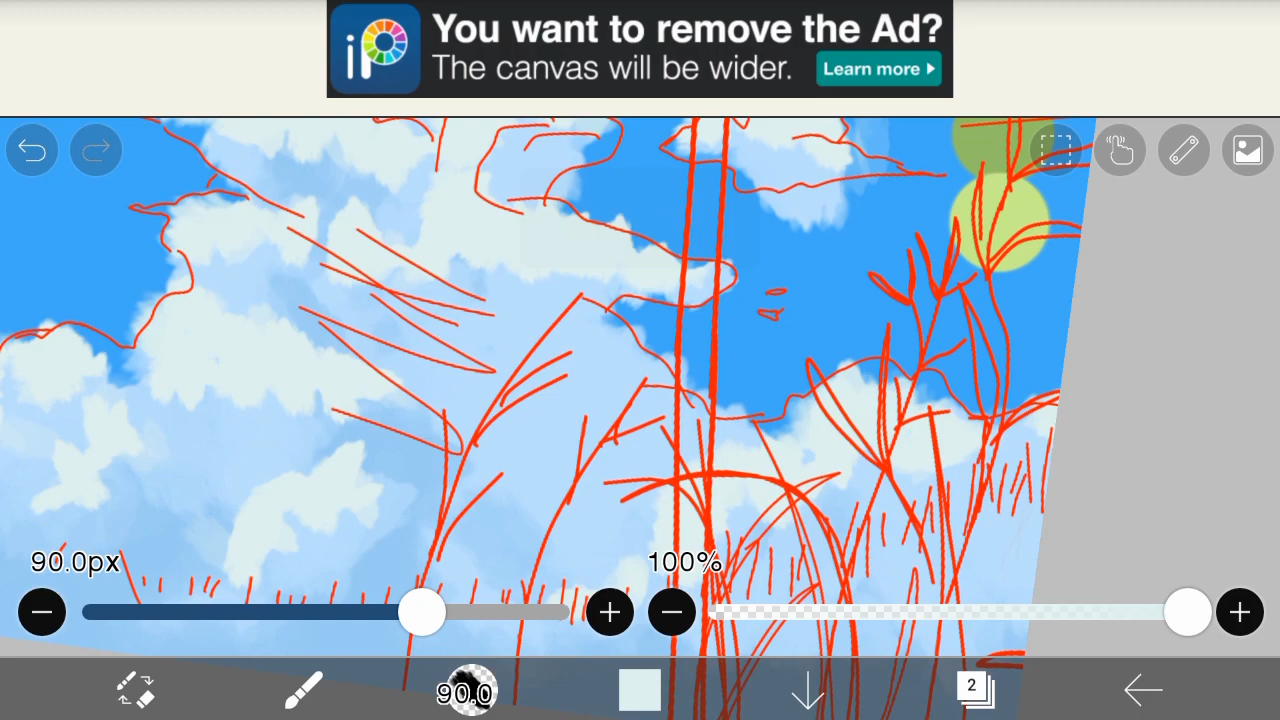 iP
You want to remove the Ad?
The canvas will be wider.
Learn more
90.0px
100%
90.0
2